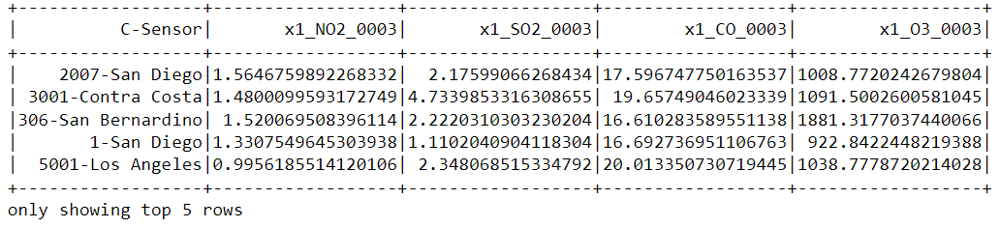 +-----------------+------------------+------------------+------------------+------------------+
|         C-Sensor|       x1_NO2_0003|       x1_SO2_0003|        x1_CO_0003|        x1_O3_0003|
+-----------------+------------------+------------------+------------------+------------------+
|    2007-San Diego|1.5646759892268332|  2.17599066268434|17.596747750163537|1008.7720242679804|
| 3001-Contra Costa|1.4800099593172749|4.7339853316308655| 19.65749046023339|1091.5002600581045|
|306-San Bernardino| 1.520069508396114|2.2220310303230204|16.610283589551138|1881.3177037440066|
|       1-San Diego|1.3307549645303938|1.1102040904118304|16.692736951106763| 922.8422448219388|
|  5001-Los Angeles|0.9956185514120106| 2.348068515334792|20.013350730719445|1038.7778720214028|
+-----------------+------------------+------------------+------------------+------------------+
only showing top 5 rows